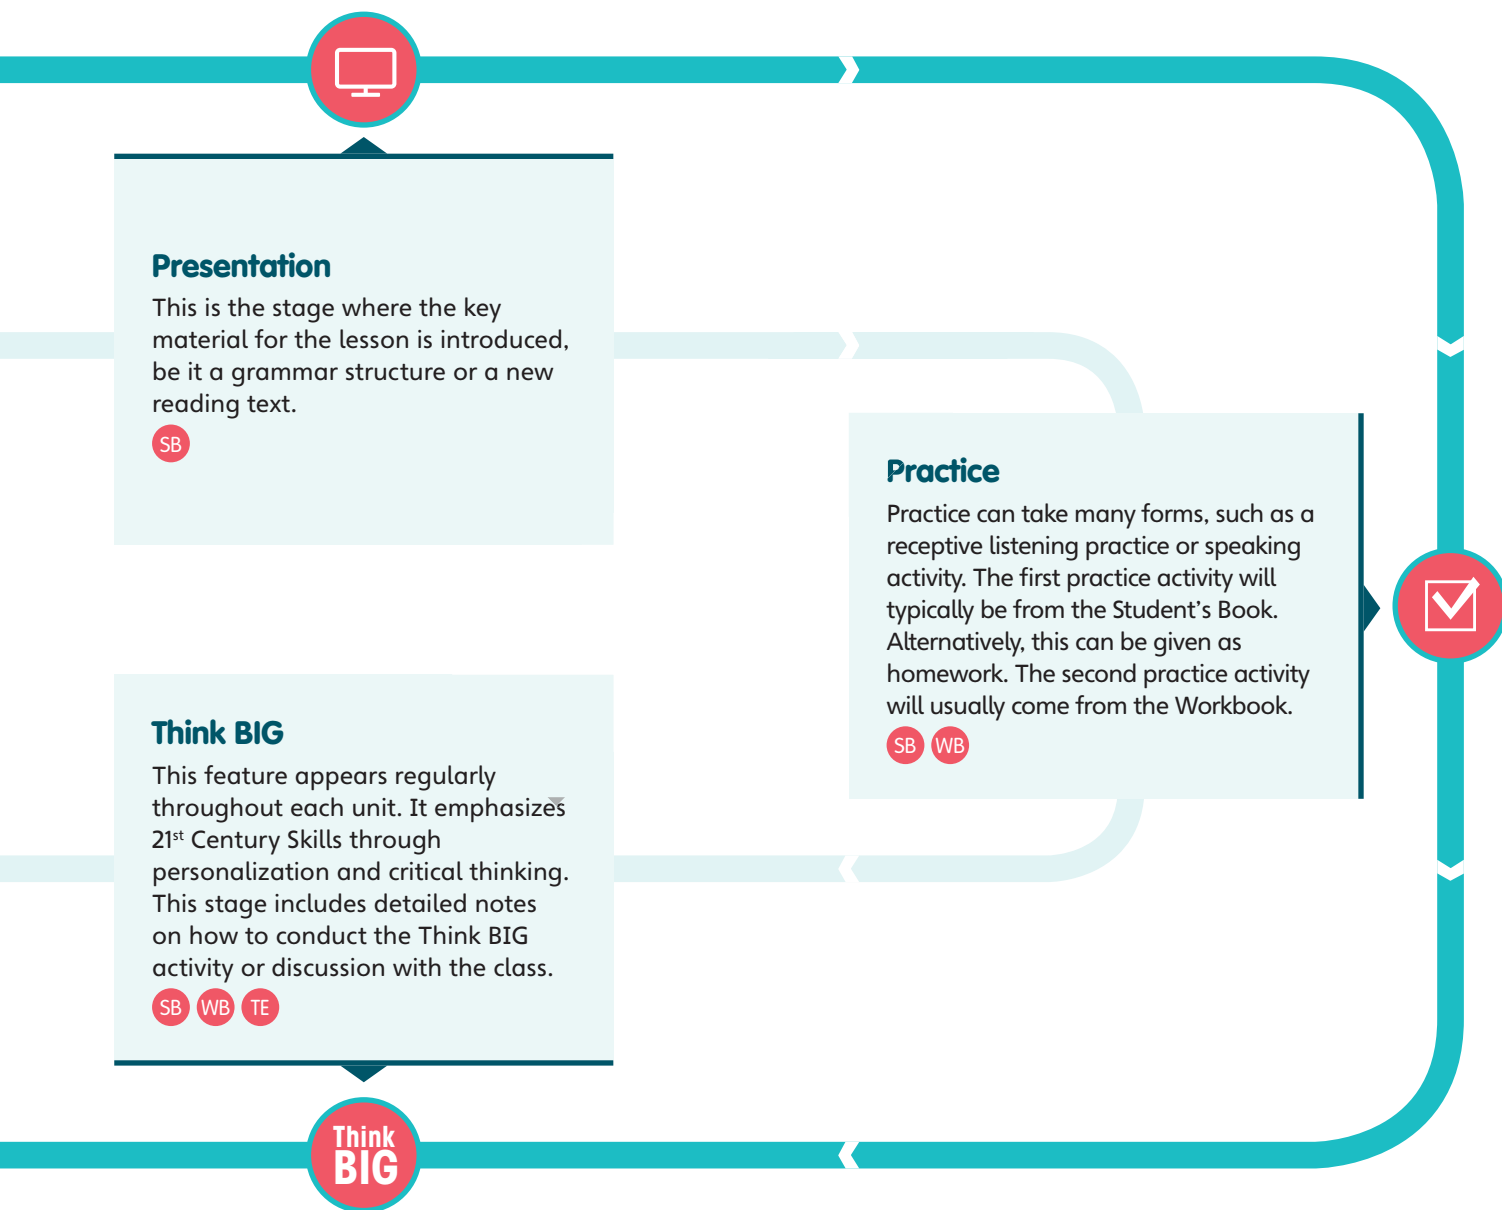 Presentation
This is the stage where the key
material for the lesson is introduced,
be it a grammar structure or a new
reading text.
SB
Practice
Practice can take many forms, such as a
receptive listening practice or speaking
activity. The first practice activity will
typically be from the Student’s Book.
Alternatively, this can be given as
homework. The second practice activity
will usually come from the Workbook.
SB WB
Think BIG
This feature appears regularly
throughout each unit. It emphasizes
21st Century Skills through
personalization and critical thinking.
This stage includes detailed notes
on how to conduct the Think BIG
activity or discussion with the class.
SB WB TE
Think
BIG